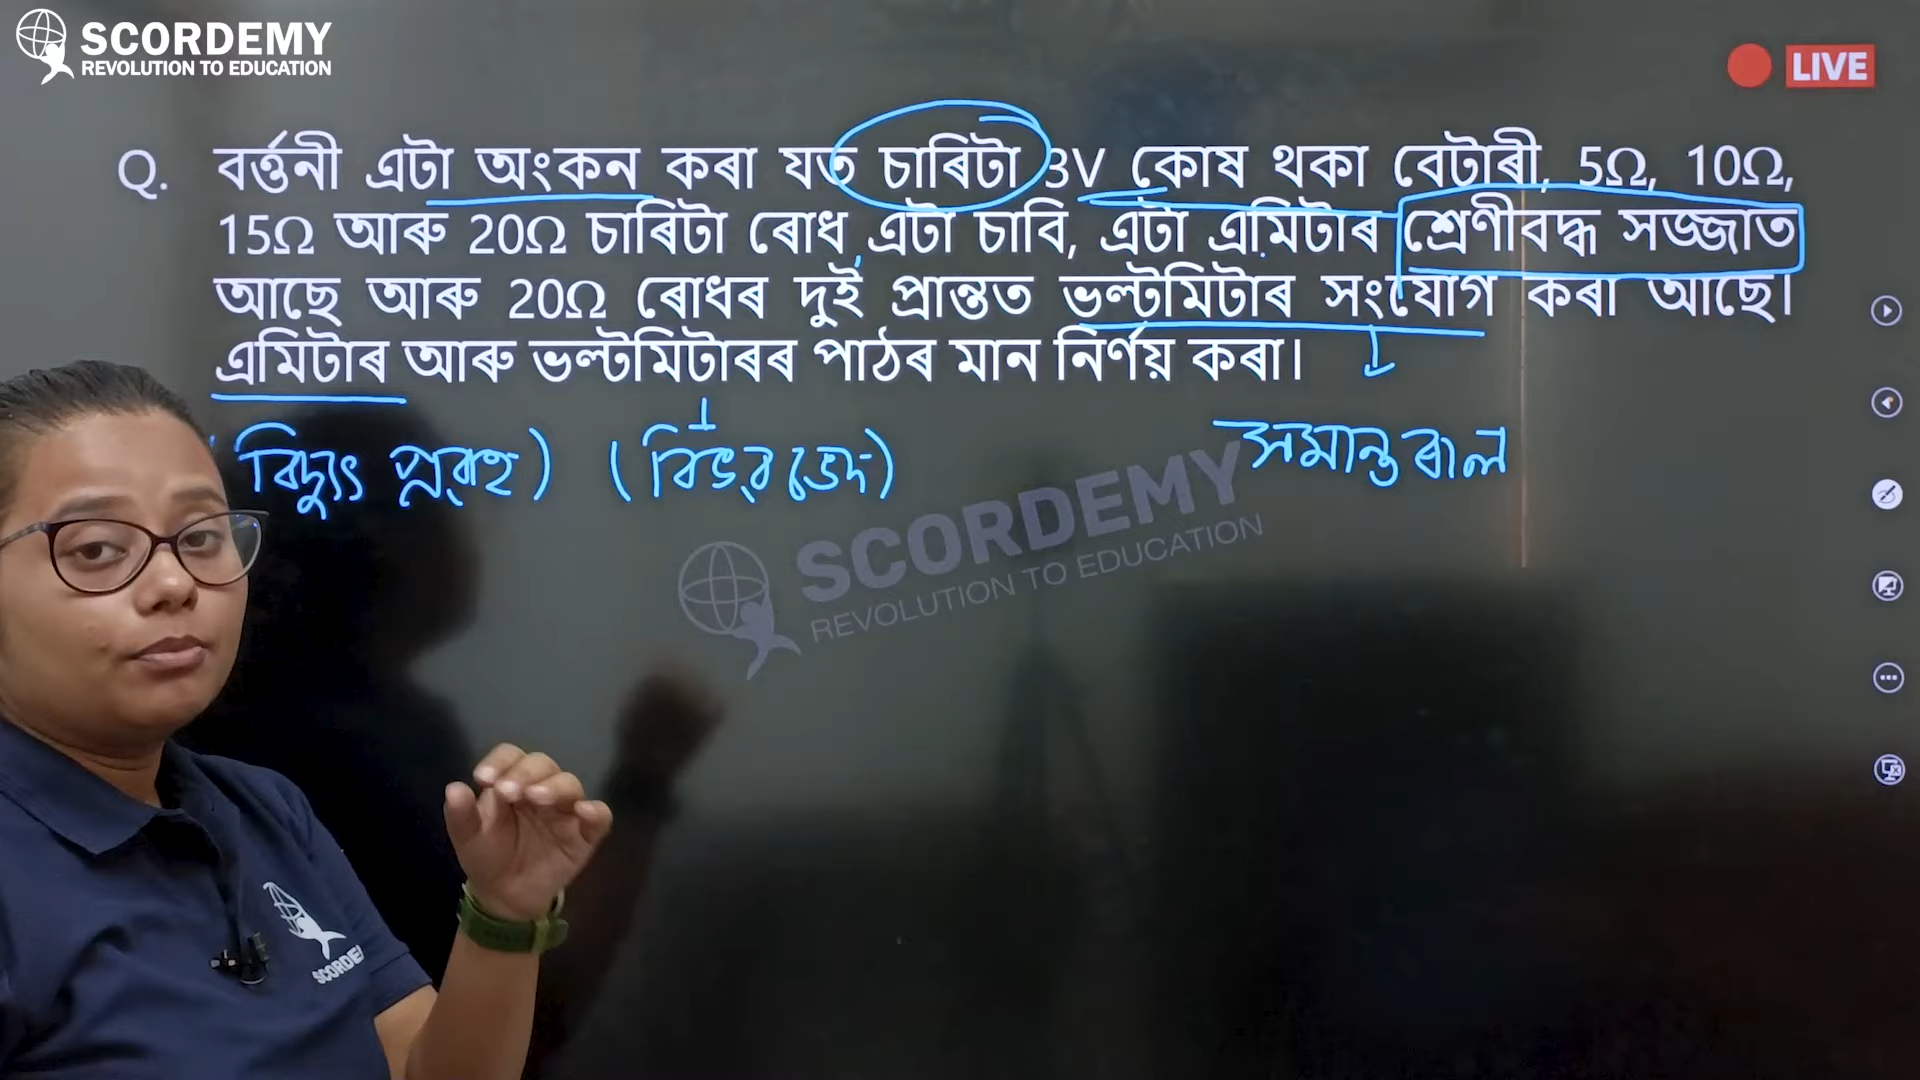 SCORDEMY
REVOLUTION TO EDUCATION
LIVE
Q. বৰ্ত্তনী এটা অংকন কৰা যত চাৰিটা 3V কোষ থকা বেটাৰী, 5Ω, 10Ω,
15Ω আৰু 20Ω চাৰিটা ৰোধ এটা চাবি, এটা এমিটাৰ শ্ৰেণীবদ্ধ সজ্জাত
আছে আৰু 20Ω ৰোধৰ দুই প্ৰান্তত ভল্টমিটাৰ সংযোগ কৰা আছে।
এমিটাৰ আৰু ভল্টমিটাৰৰ পাঠৰ মান নিৰ্ণয় কৰা।
বিদ্যুৎ প্ৰবাহ) (বিভৱভেদ) সমান্তৰাল
SCORDEMY
REVOLUTION TO EDUCATION
SCORDE